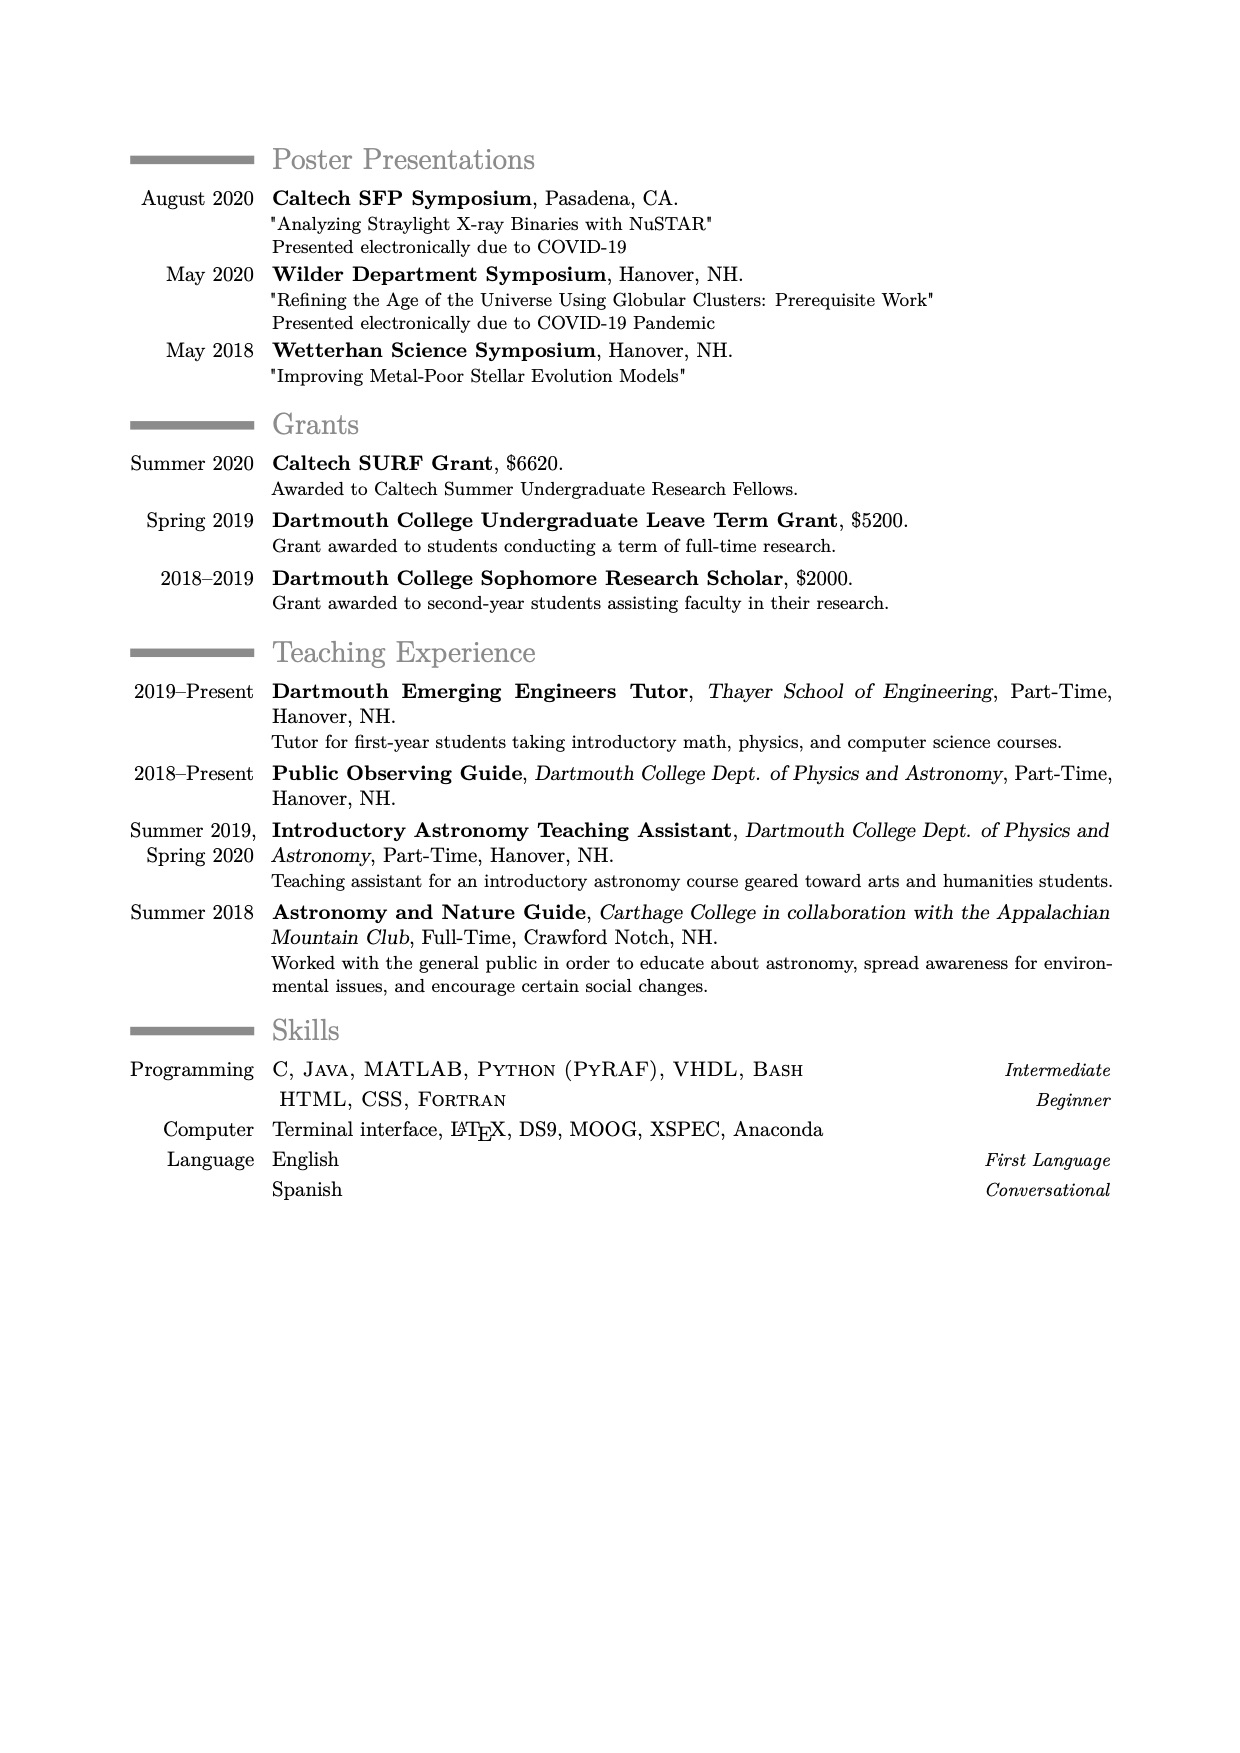 Poster Presentations
August 2020 Caltech SFP Symposium, Pasadena, CA.
"Analyzing Straylight X-ray Binaries with NuSTAR"
Presented electronically due to COVID-19
May 2020 Wilder Department Symposium, Hanover, NH.
"Refining the Age of the Universe Using Globular Clusters: Prerequisite Work"
Presented electronically due to COVID-19 Pandemic
May 2018 Wetterhan Science Symposium, Hanover, NH.
"Improving Metal-Poor Stellar Evolution Models"
Grants
Summer 2020 Caltech SURF Grant, $6620.
Awarded to Caltech Summer Undergraduate Research Fellows.
Spring 2019 Dartmouth College Undergraduate Leave Term Grant, $5200.
Grant awarded to students conducting a term of full-time research.
2018–2019 Dartmouth College Sophomore Research Scholar, $2000.
Grant awarded to second-year students assisting faculty in their research.
Teaching Experience
2019–Present Dartmouth Emerging Engineers Tutor, Thayer School of Engineering, Part-Time,
Hanover, NH.
Tutor for first-year students taking introductory math, physics, and computer science courses.
2018–Present Public Observing Guide, Dartmouth College Dept. of Physics and Astronomy, Part-Time,
Hanover, NH.
Summer 2019, Introductory Astronomy Teaching Assistant, Dartmouth College Dept. of Physics and
Spring 2020 Astronomy, Part-Time, Hanover, NH.
Teaching assistant for an introductory astronomy course geared toward arts and humanities students.
Summer 2018 Astronomy and Nature Guide, Carthage College in collaboration with the Appalachian
Mountain Club, Full-Time, Crawford Notch, NH.
Worked with the general public in order to educate about astronomy, spread awareness for environ-
mental issues, and encourage certain social changes.
Skills
Programming C, Java, MATLAB, Python (PyRAF), VHDL, Bash Intermediate
HTML, CSS, Fortran Beginner
Computer Terminal interface, LATEX, DS9, MOOG, XSPEC, Anaconda
Language English First Language
Spanish Conversational